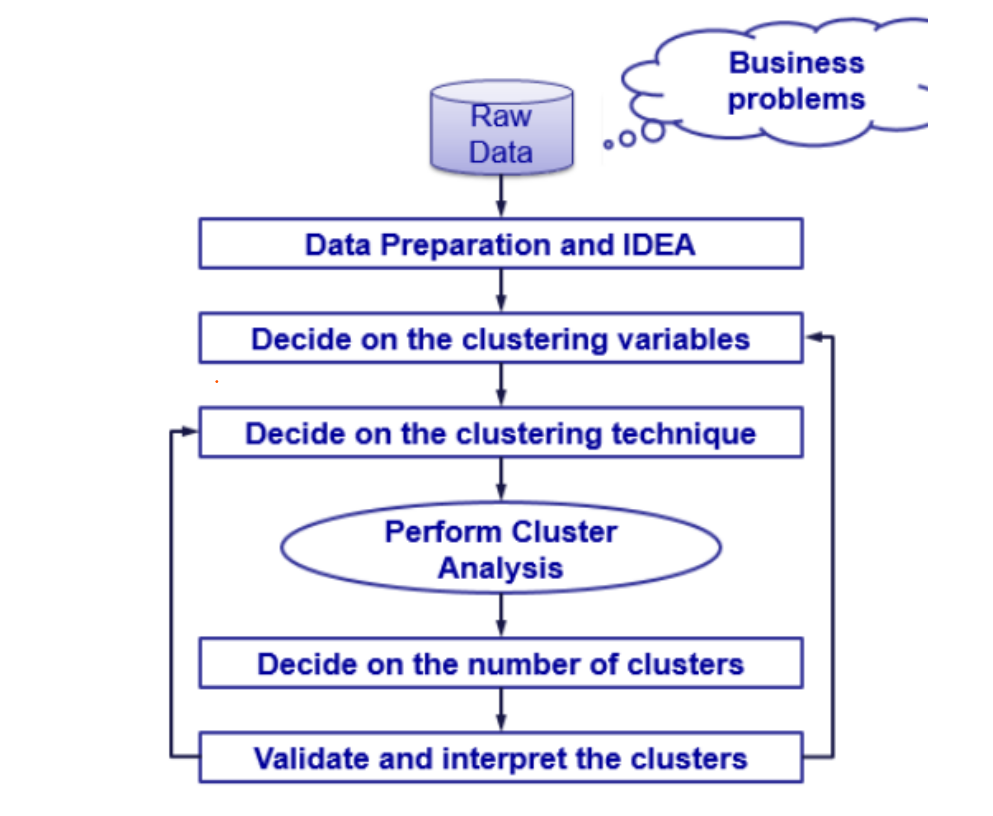 Business
problems
Raw
Data
Data Preparation and IDEA
Decide on the clustering variables
Decide on the clustering technique
Perform Cluster
Analysis
Decide on the number of clusters
Validate and interpret the clusters